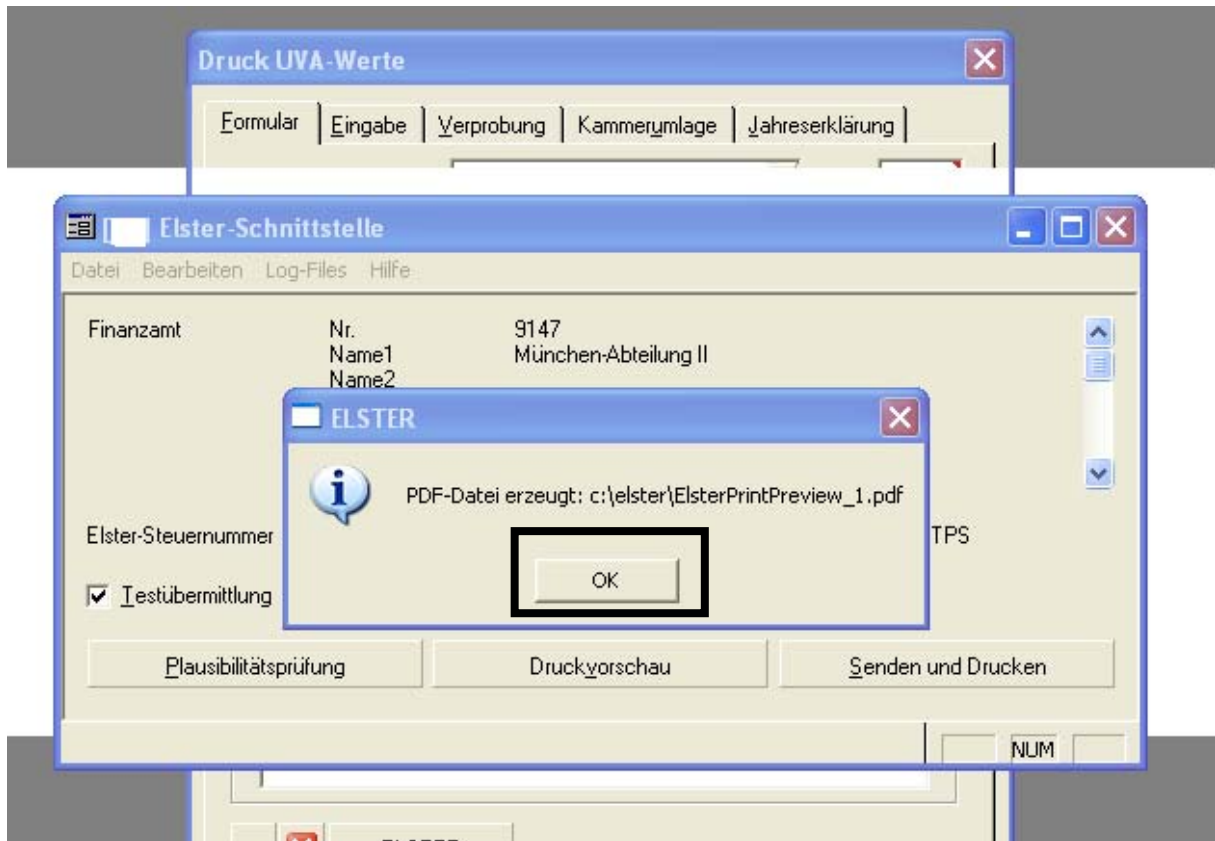 Druck UVA-Werte
Formular Eingabe Verprobung Kammerumlage Jahreserklärung
Elster-Schnittstelle
Datei Bearbeiten Log-Files Hilfe
Finanzamt Nr. 9147
Name1 München-Abteilung II
Name2
ELSTER
PDF-Datei erzeugt: c:\elster\ElsterPrintPreview_1.pdf
OK
Elster-Steuernummer TPS
Testübermittlung
Plausibilitätsprüfung Druckvorschau Senden und Drucken
NUM